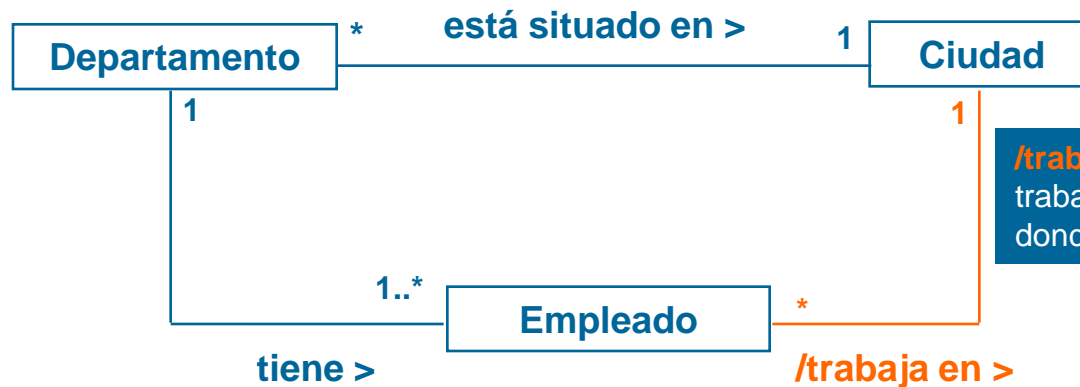 está situado en >
*
1
Departamento
Ciudad
1
1
1..*
*
Empleado
tiene >
/trabaja en >